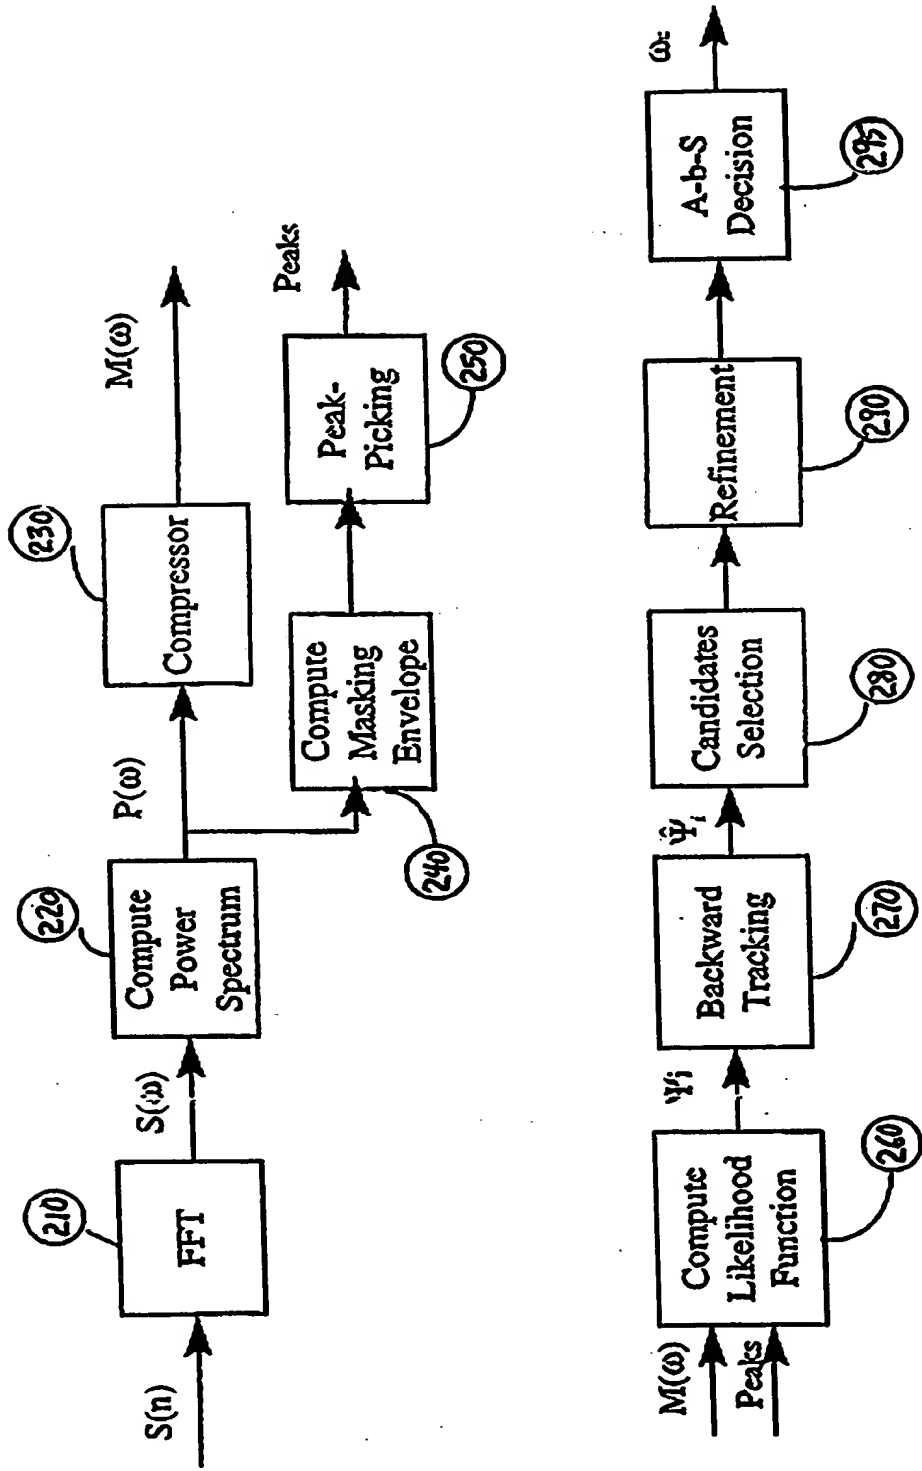 S(n)
210
FFT
S(ω)
220
Compute
Power
Spectrum
P(ω)
230
Compressor
M(ω)
240
Compute
Masking
Envelope
250
Peak-
Picking
Peaks
M(ω)
Peaks
260
Compute
Likelihood
Function
Ψi
270
Backward
Tracking
Ψ̂i
280
Candidates
Selection
290
Refinement
295
A-b-S
Decision
ω